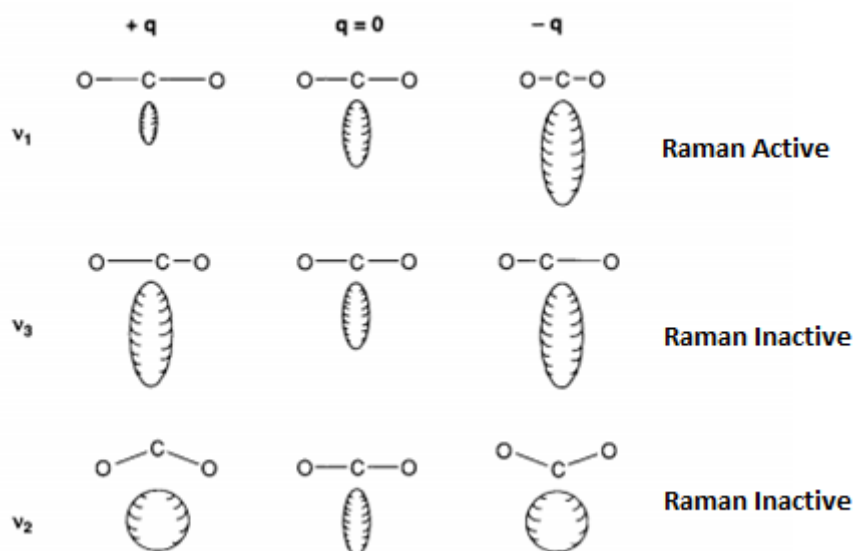 + q q = 0 − q
O—C—O O—C—O O–C–O
ν₁ Raman Active
O—C–O O—C—O O–C—O
ν₃ Raman Inactive
O C O O—C—O O C O
ν₂ Raman Inactive